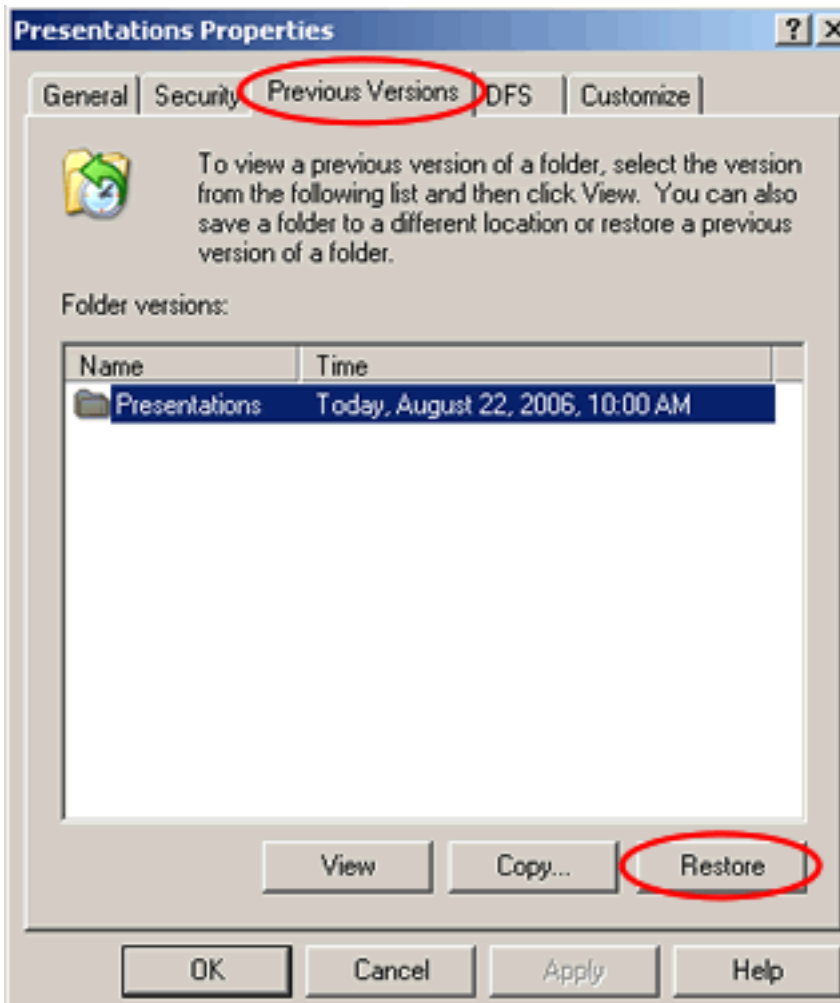 Presentations Properties
General Security Previous Versions DFS Customize
To view a previous version of a folder, select the version
from the following list and then click View. You can also
save a folder to a different location or restore a previous
version of a folder.
Folder versions:
Name Time
Presentations Today, August 22, 2006, 10:00 AM
View Copy... Restore
OK Cancel Apply Help